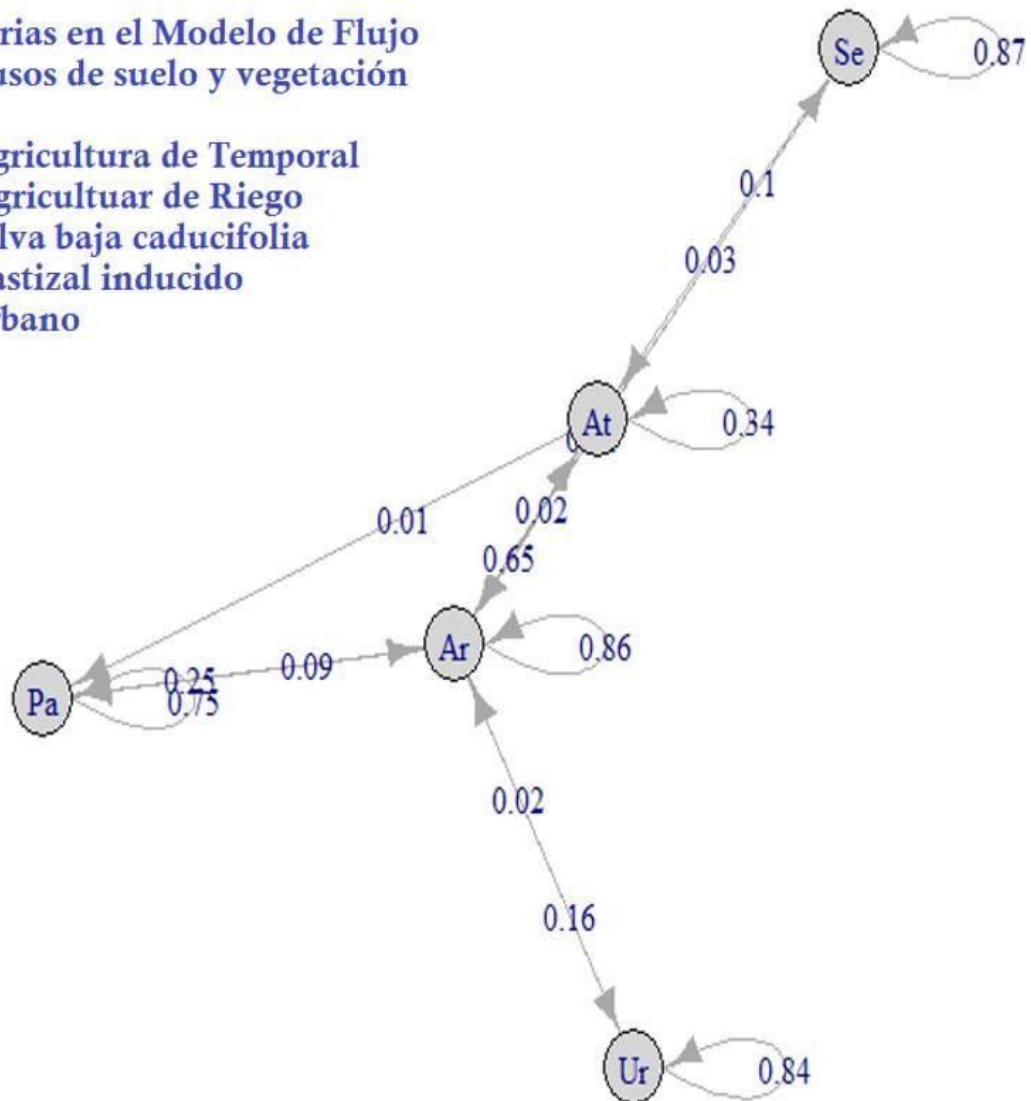 rias en el Modelo de Flujo
usos de suelo y vegetación
gricultura de Temporal
gricultuar de Riego
lva baja caducifolia
astizal inducido
rbano
Se
0.87
0.1
0.03
At
0.34
0.01
0.02
0.65
Ar
0.86
0.09
0.25
0.75
Pa
0.02
0.16
Ur
0.84